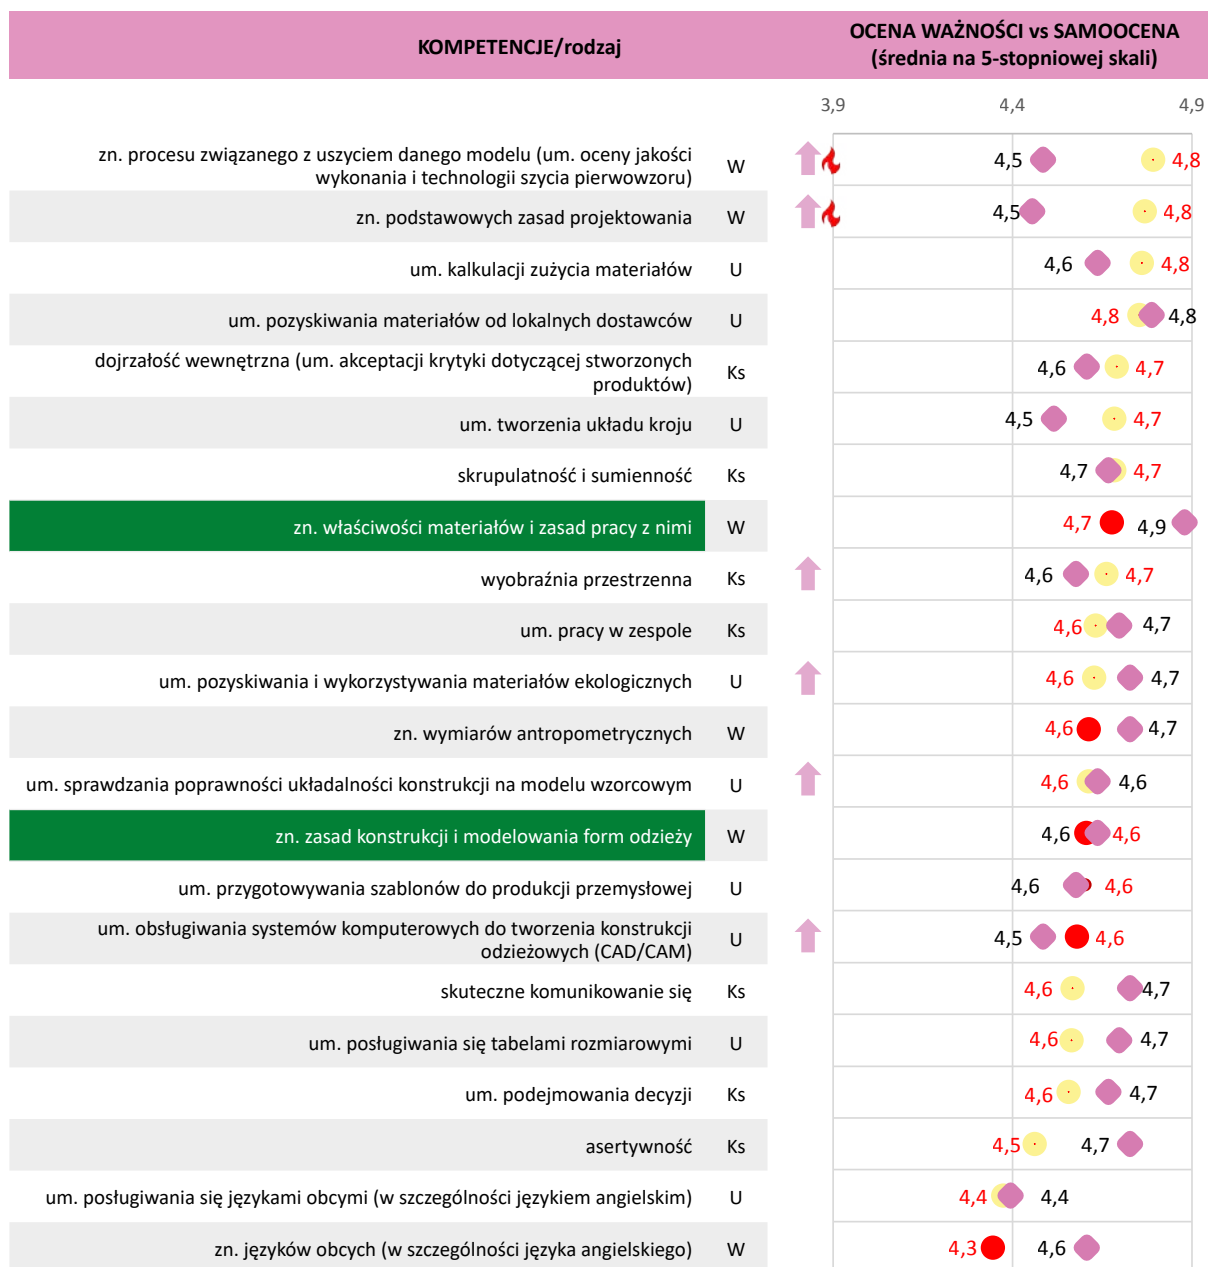 KOMPETENCJE/rodzaj
OCENA WAŻNOŚCI vs SAMOOCENA
(średnia na 5-stopniowej skali)
3,9 4,4 4,9
zn. procesu związanego z uszyciem danego modelu (um. oceny jakości
wykonania i technologii szycia pierwowzoru)
W 4,5 4,8
zn. podstawowych zasad projektowania W 4,5 4,8
um. kalkulacji zużycia materiałów U 4,6 4,8
um. pozyskiwania materiałów od lokalnych dostawców U 4,8 4,8
dojrzałość wewnętrzna (um. akceptacji krytyki dotyczącej stworzonych
produktów)
Ks 4,6 4,7
um. tworzenia układu kroju U 4,5 4,7
skrupulatność i sumienność Ks 4,7 4,7
zn. właściwości materiałów i zasad pracy z nimi W 4,7 4,9
wyobraźnia przestrzenna Ks 4,6 4,7
um. pracy w zespole Ks 4,6 4,7
um. pozyskiwania i wykorzystywania materiałów ekologicznych U 4,6 4,7
zn. wymiarów antropometrycznych W 4,6 4,7
um. sprawdzania poprawności układalności konstrukcji na modelu wzorcowym U 4,6 4,6
zn. zasad konstrukcji i modelowania form odzieży W 4,6 4,6
um. przygotowywania szablonów do produkcji przemysłowej U 4,6 4,6
um. obsługiwania systemów komputerowych do tworzenia konstrukcji
odzieżowych (CAD/CAM)
U 4,5 4,6
skuteczne komunikowanie się Ks 4,6 4,7
um. posługiwania się tabelami rozmiarowymi U 4,6 4,7
um. podejmowania decyzji Ks 4,6 4,7
asertywność Ks 4,5 4,7
um. posługiwania się językami obcymi (w szczególności językiem angielskim) U 4,4 4,4
zn. języków obcych (w szczególności języka angielskiego) W 4,3 4,6